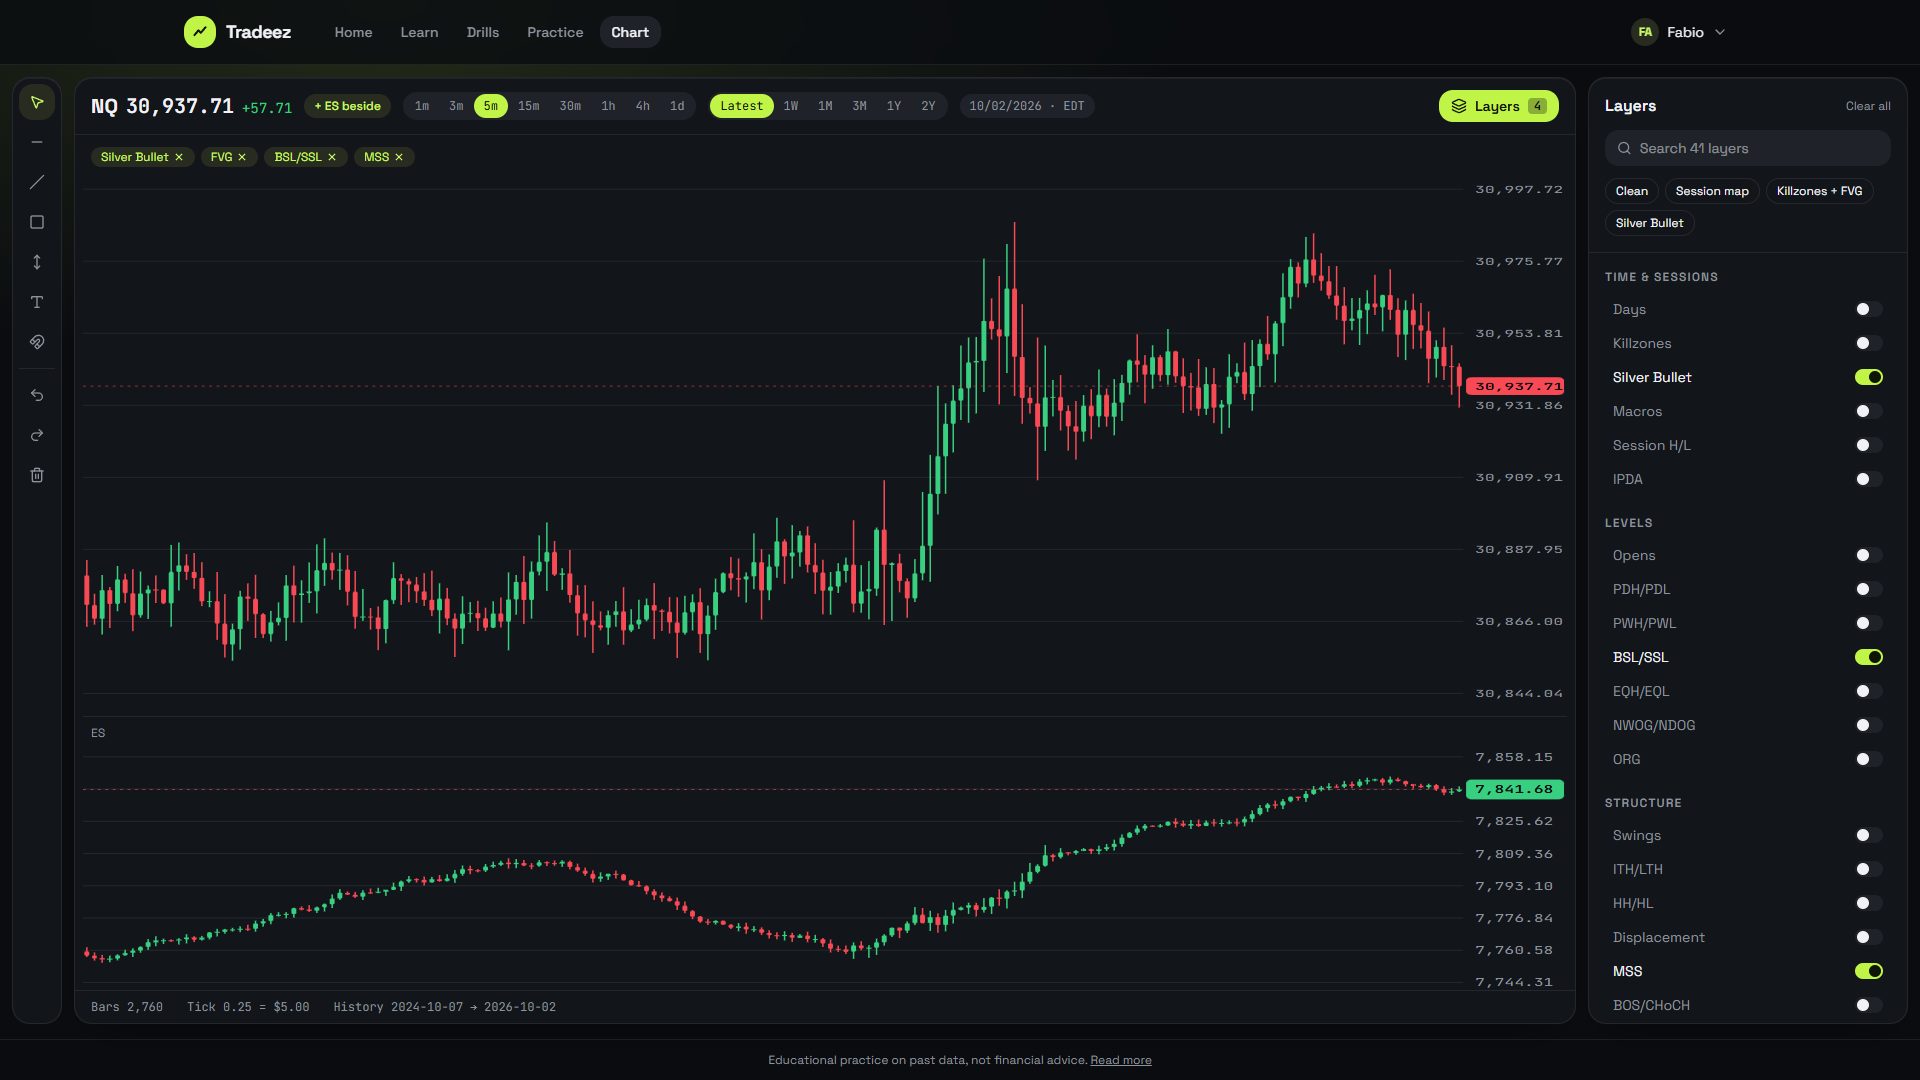 Tradeez
Home Learn Drills Practice Chart
FA Fabio
NQ 30,937.71 +57.71 + ES beside 1m 3m 5m 15m 30m 1h 4h 1d Latest 1W 1M 3M 1Y 2Y 10/02/2026 · EDT Layers 4
Silver Bullet × FVG × BSL/SSL × MSS ×
30,997.72
30,975.77
30,953.81
30,937.71
30,931.86
30,909.91
30,887.95
30,866.00
30,844.04
ES
7,858.15
7,841.68
7,825.62
7,809.36
7,793.10
7,776.84
7,760.58
7,744.31
Bars 2,760 Tick 0.25 = $5.00 History 2024-10-07 → 2026-10-02
Layers Clear all
Search 41 layers
Clean Session map Killzones + FVG
Silver Bullet
TIME & SESSIONS
Days
Killzones
Silver Bullet
Macros
Session H/L
IPDA
LEVELS
Opens
PDH/PDL
PWH/PWL
BSL/SSL
EQH/EQL
NWOG/NDOG
ORG
STRUCTURE
Swings
ITH/LTH
HH/HL
Displacement
MSS
BOS/CHoCH
Educational practice on past data, not financial advice. Read more